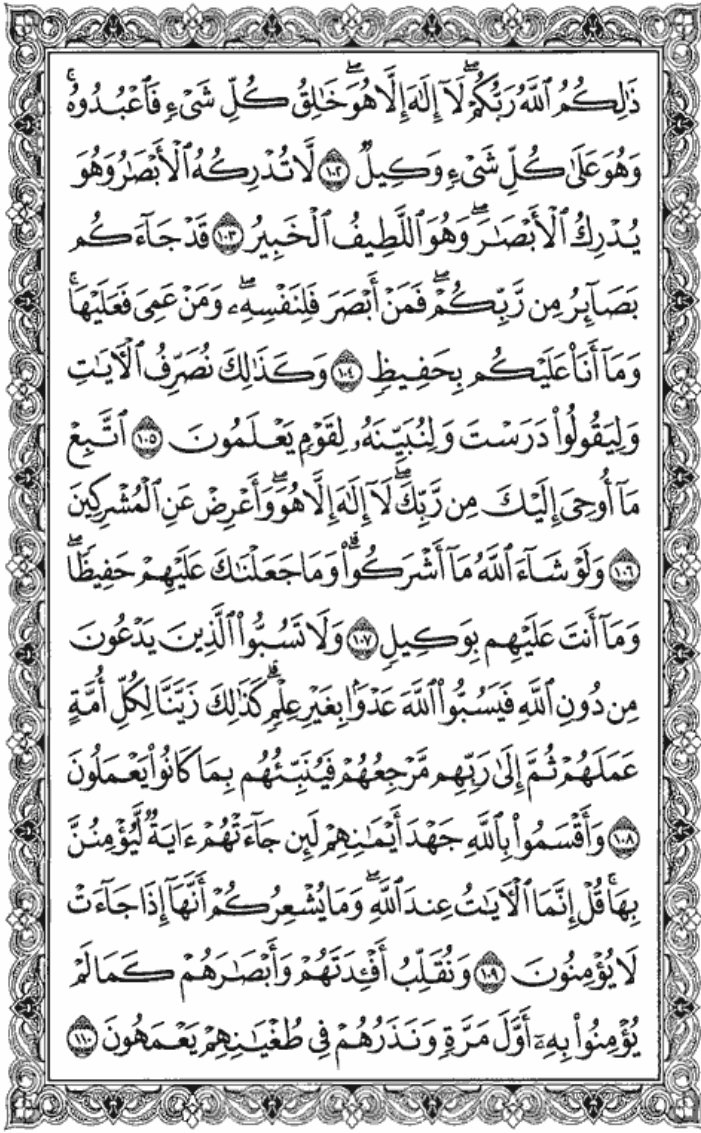 ذَٰلِكُمُ ٱللَّهُ رَبُّكُمْ ۖ لَآ إِلَٰهَ إِلَّا هُوَ ۖ خَٰلِقُ كُلِّ شَىْءٍ فَٱعْبُدُوهُ ۚ
وَهُوَ عَلَىٰ كُلِّ شَىْءٍ وَكِيلٌ ١٠٢ لَّا تُدْرِكُهُ ٱلْأَبْصَٰرُ وَهُوَ
يُدْرِكُ ٱلْأَبْصَٰرَ ۖ وَهُوَ ٱللَّطِيفُ ٱلْخَبِيرُ ١٠٣ قَدْ جَآءَكُم
بَصَآئِرُ مِن رَّبِّكُمْ ۖ فَمَنْ أَبْصَرَ فَلِنَفْسِهِۦ ۖ وَمَنْ عَمِىَ فَعَلَيْهَا ۚ
وَمَآ أَنَا۠ عَلَيْكُم بِحَفِيظٍ ١٠٤ وَكَذَٰلِكَ نُصَرِّفُ ٱلْءَايَٰتِ
وَلِيَقُولُوا۟ دَرَسْتَ وَلِنُبَيِّنَهُۥ لِقَوْمٍ يَعْلَمُونَ ١٠٥ ٱتَّبِعْ
مَآ أُوحِىَ إِلَيْكَ مِن رَّبِّكَ ۖ لَآ إِلَٰهَ إِلَّا هُوَ ۖ وَأَعْرِضْ عَنِ ٱلْمُشْرِكِينَ
١٠٦ وَلَوْ شَآءَ ٱللَّهُ مَآ أَشْرَكُوا۟ ۗ وَمَا جَعَلْنَٰكَ عَلَيْهِمْ حَفِيظًا ۖ
وَمَآ أَنتَ عَلَيْهِم بِوَكِيلٍ ١٠٧ وَلَا تَسُبُّوا۟ ٱلَّذِينَ يَدْعُونَ
مِن دُونِ ٱللَّهِ فَيَسُبُّوا۟ ٱللَّهَ عَدْوًۢا بِغَيْرِ عِلْمٍ ۗ كَذَٰلِكَ زَيَّنَّا لِكُلِّ أُمَّةٍ
عَمَلَهُمْ ثُمَّ إِلَىٰ رَبِّهِم مَّرْجِعُهُمْ فَيُنَبِّئُهُم بِمَا كَانُوا۟ يَعْمَلُونَ
١٠٨ وَأَقْسَمُوا۟ بِٱللَّهِ جَهْدَ أَيْمَٰنِهِمْ لَئِن جَآءَتْهُمْ ءَايَةٌ لَّيُؤْمِنُنَّ
بِهَا ۚ قُلْ إِنَّمَا ٱلْءَايَٰتُ عِندَ ٱللَّهِ ۖ وَمَا يُشْعِرُكُمْ أَنَّهَآ إِذَا جَآءَتْ
لَا يُؤْمِنُونَ ١٠٩ وَنُقَلِّبُ أَفْـِٔدَتَهُمْ وَأَبْصَٰرَهُمْ كَمَا لَمْ
يُؤْمِنُوا۟ بِهِۦٓ أَوَّلَ مَرَّةٍ وَنَذَرُهُمْ فِى طُغْيَٰنِهِمْ يَعْمَهُونَ ١١٠